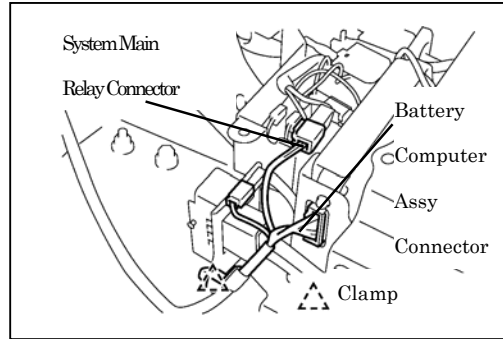 System Main
Relay Connector
Battery
Computer
Assy
Connector
Clamp